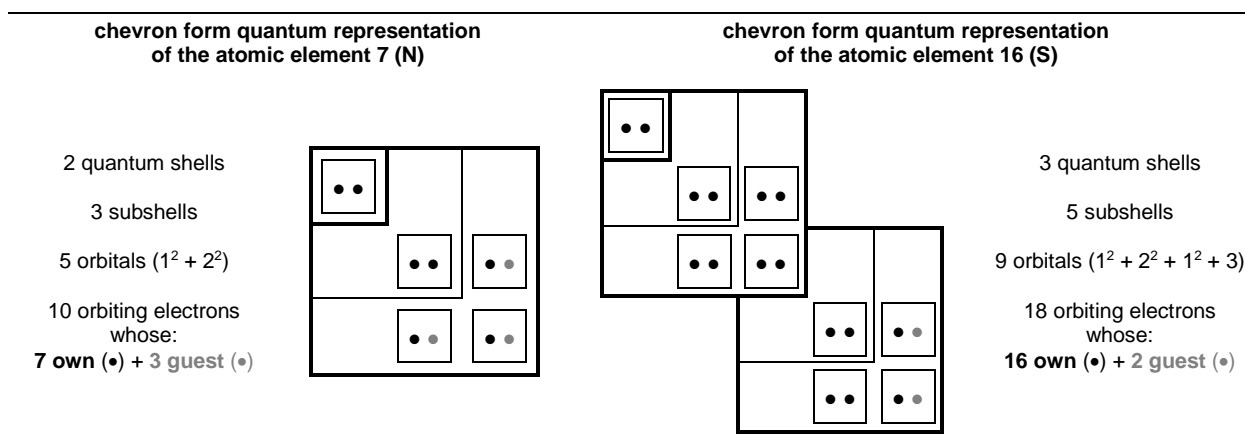 chevron form quantum representation
of the atomic element 7 (N)
2 quantum shells
3 subshells
5 orbitals (1² + 2²)
10 orbiting electrons
whose:
7 own (•) + 3 guest (•)
chevron form quantum representation
of the atomic element 16 (S)
3 quantum shells
5 subshells
9 orbitals (1² + 2² + 1² + 3)
18 orbiting electrons
whose:
16 own (•) + 2 guest (•)